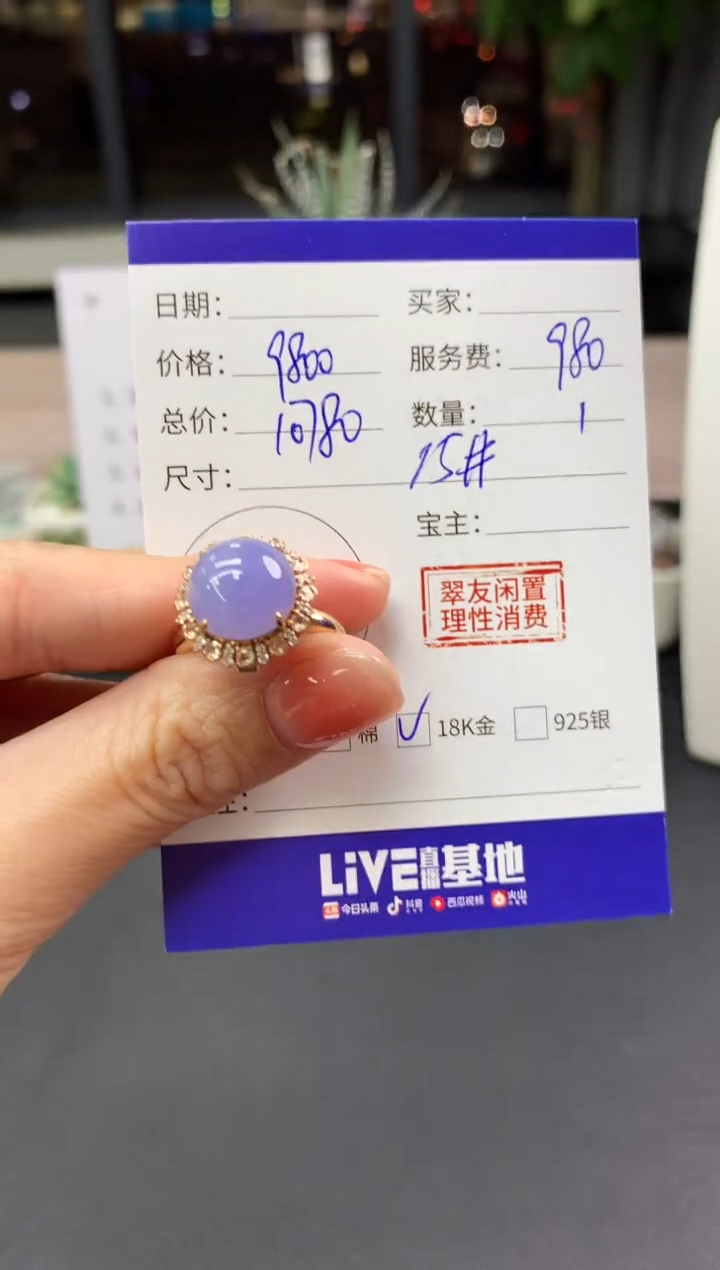 日期： 买家：
价格：9800 服务费：980
总价：10780 数量：1
尺寸：15#
宝主：
翠友闲置
理性消费
棉 ✓ 18K金 925银
LiVE直播基地
今日头条 抖音 西瓜视频 火山